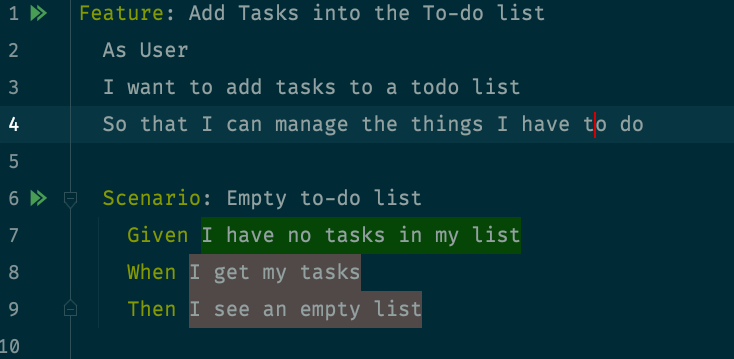 1 Feature: Add Tasks into the To-do list
2 As User
3 I want to add tasks to a todo list
4 So that I can manage the things I have to do
5
6 Scenario: Empty to-do list
7 Given I have no tasks in my list
8 When I get my tasks
9 Then I see an empty list
10